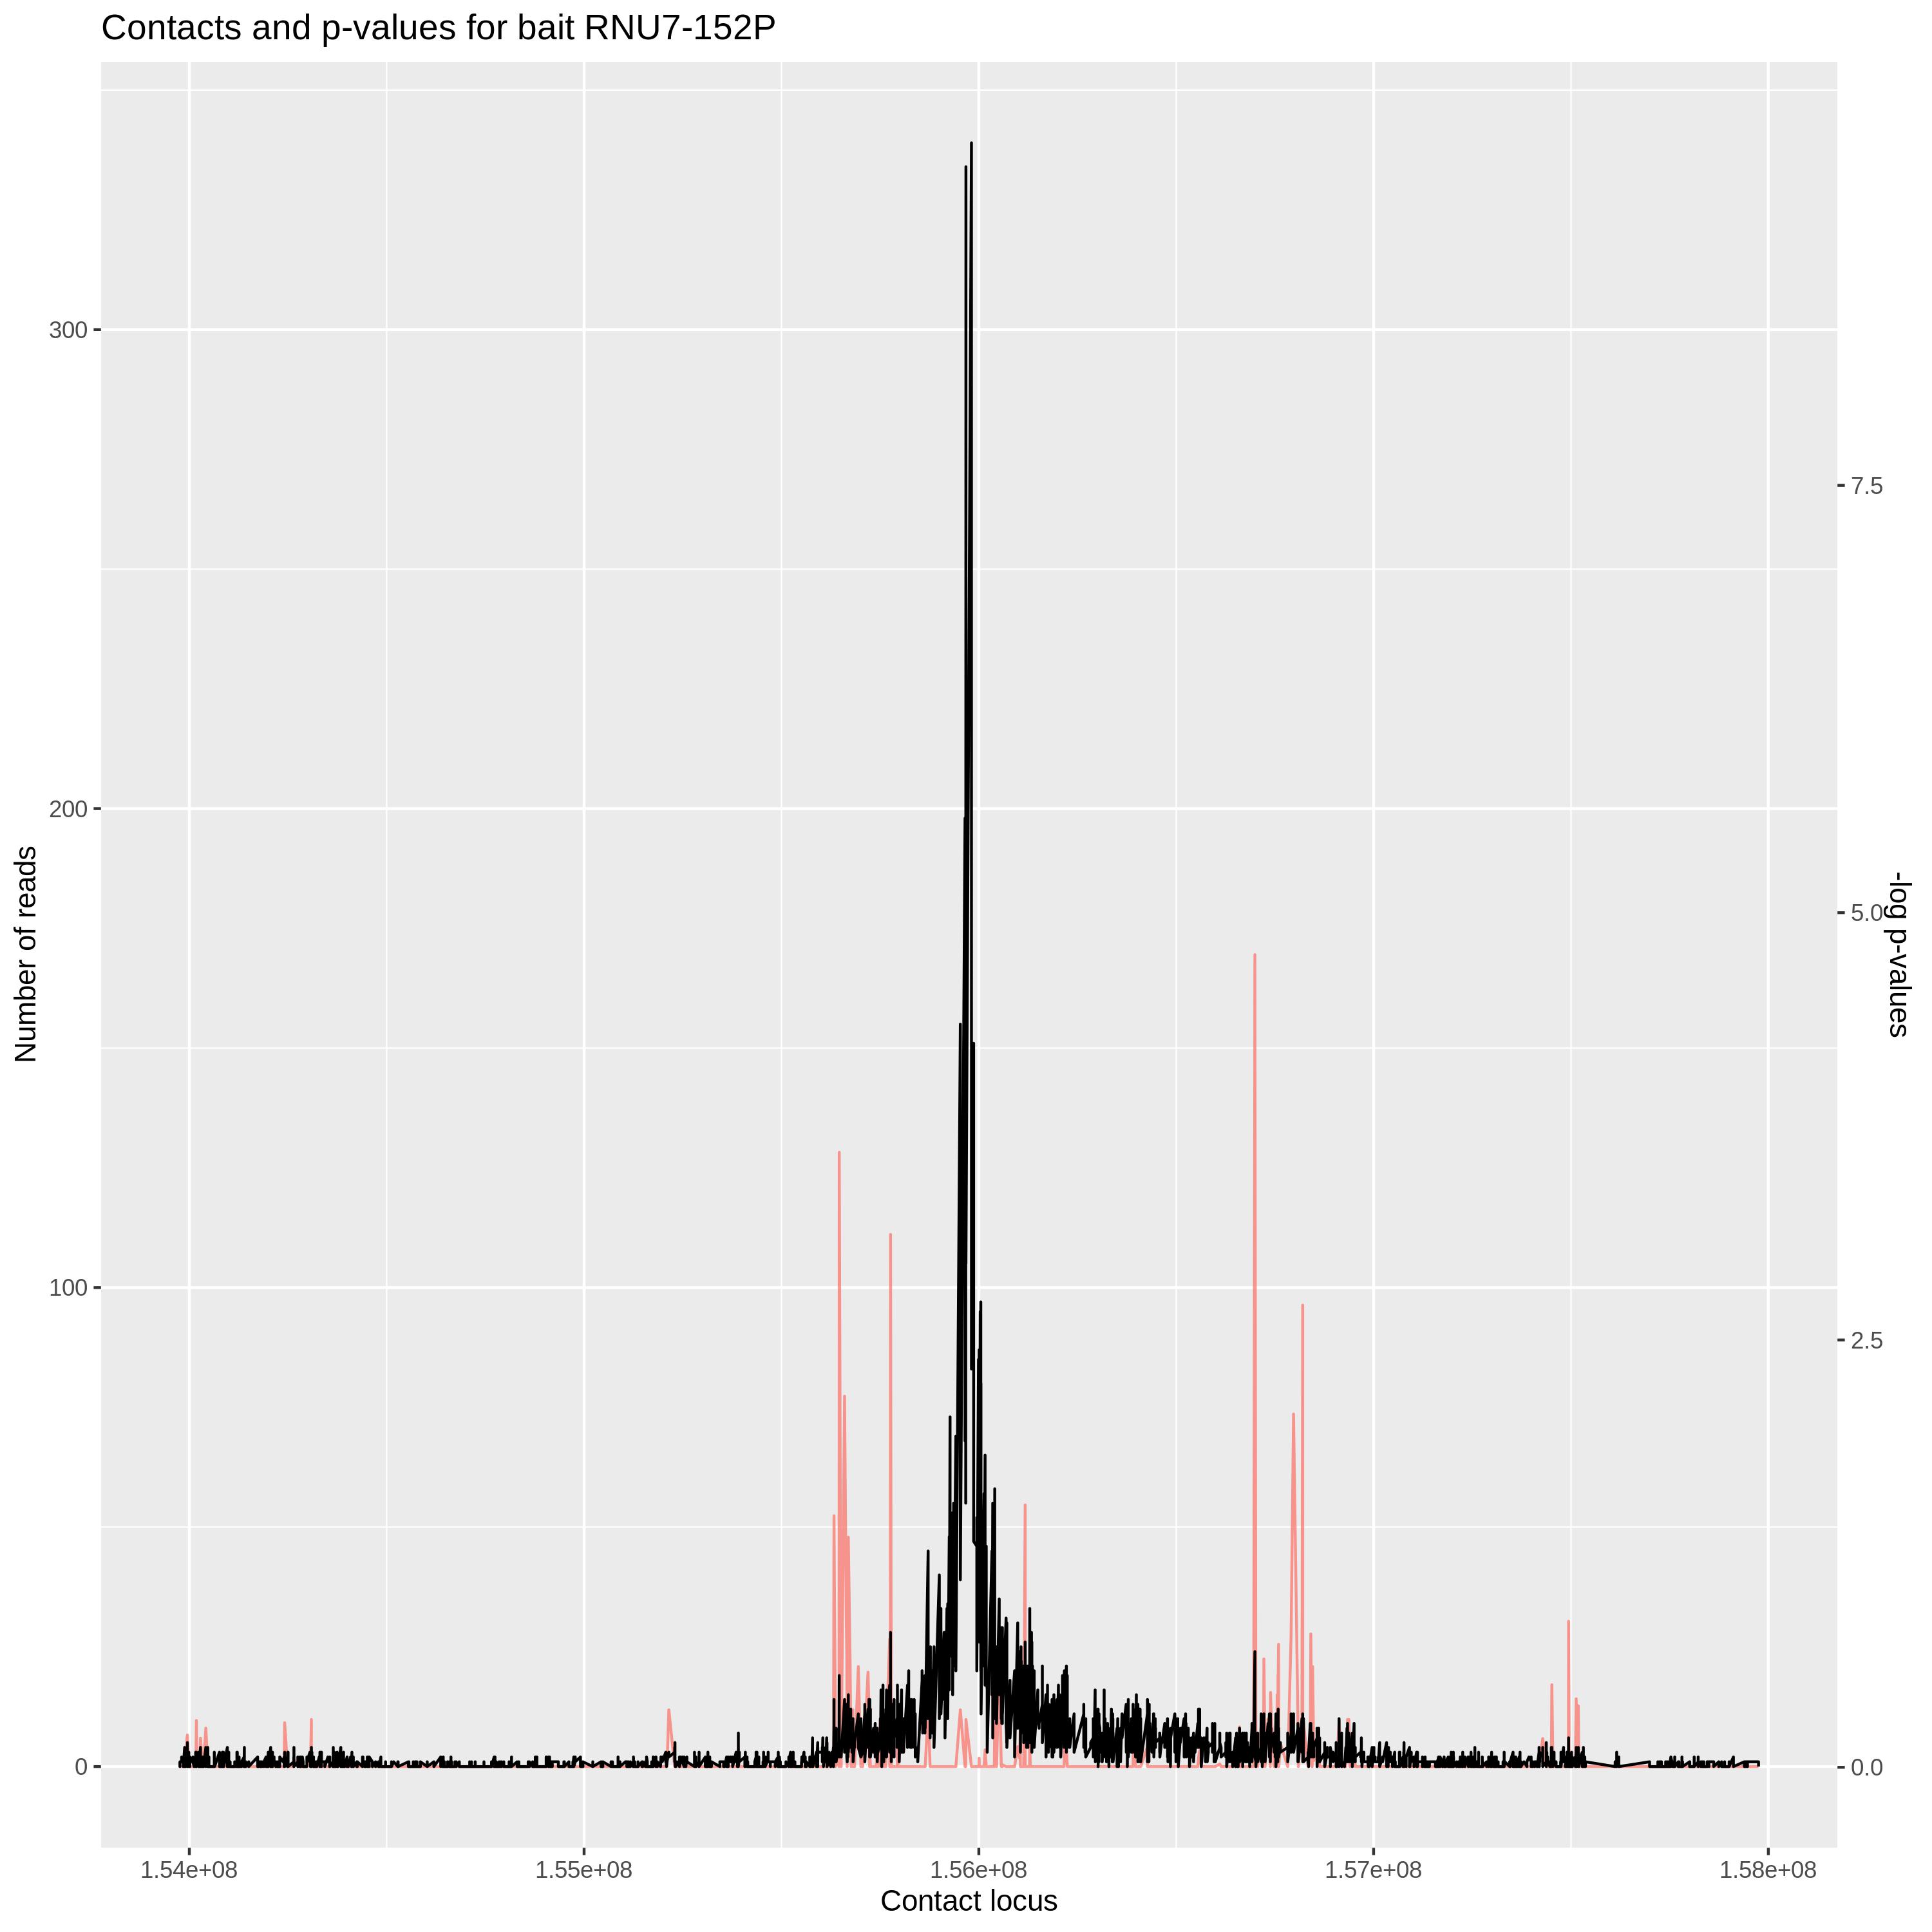 Contacts and p-values for bait RNU7-152P
300
200
100
0
7.5
5.0
2.5
0.0
Number of reads
-log p-values
1.54e+08
1.55e+08
1.56e+08
1.57e+08
1.58e+08
Contact locus